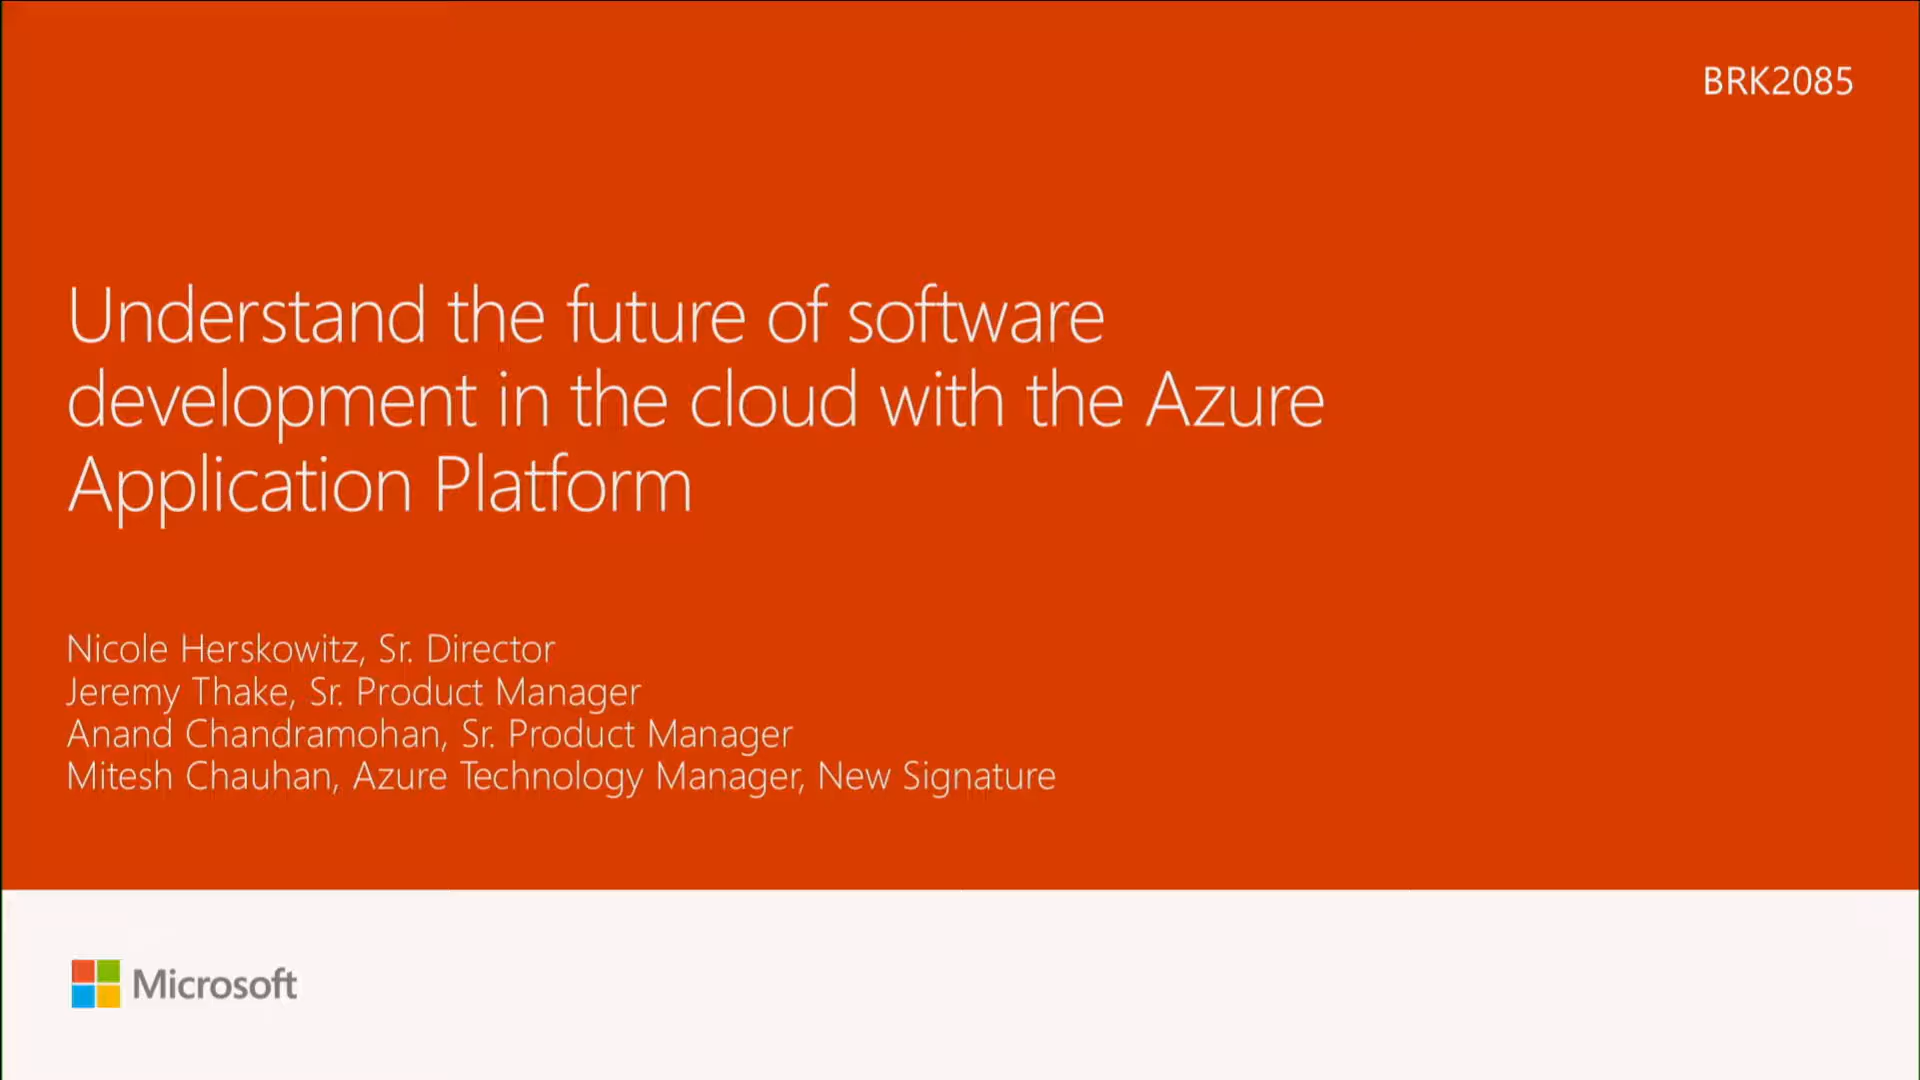 BRK2085
Understand the future of software
development in the cloud with the Azure
Application Platform
Nicole Herskowitz, Sr. Director
Jeremy Thake, Sr. Product Manager
Anand Chandramohan, Sr. Product Manager
Mitesh Chauhan, Azure Technology Manager, New Signature
Microsoft